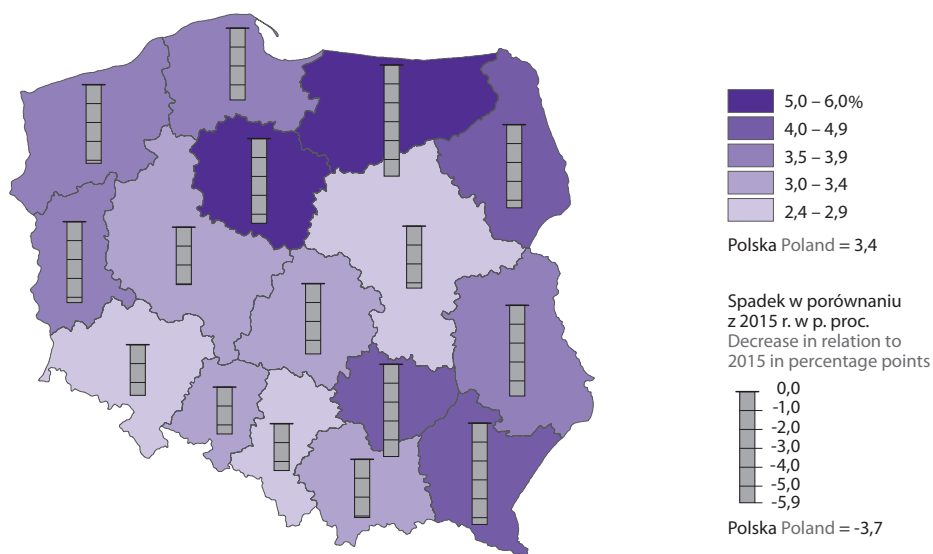 5,0 – 6,0%
4,0 – 4,9
3,5 – 3,9
3,0 – 3,4
2,4 – 2,9
Polska Poland = 3,4
Spadek w porównaniu
z 2015 r. w p. proc.
Decrease in relation to
2015 in percentage points
0,0
-1,0
-2,0
-3,0
-4,0
-5,0
-5,9
Polska Poland = -3,7